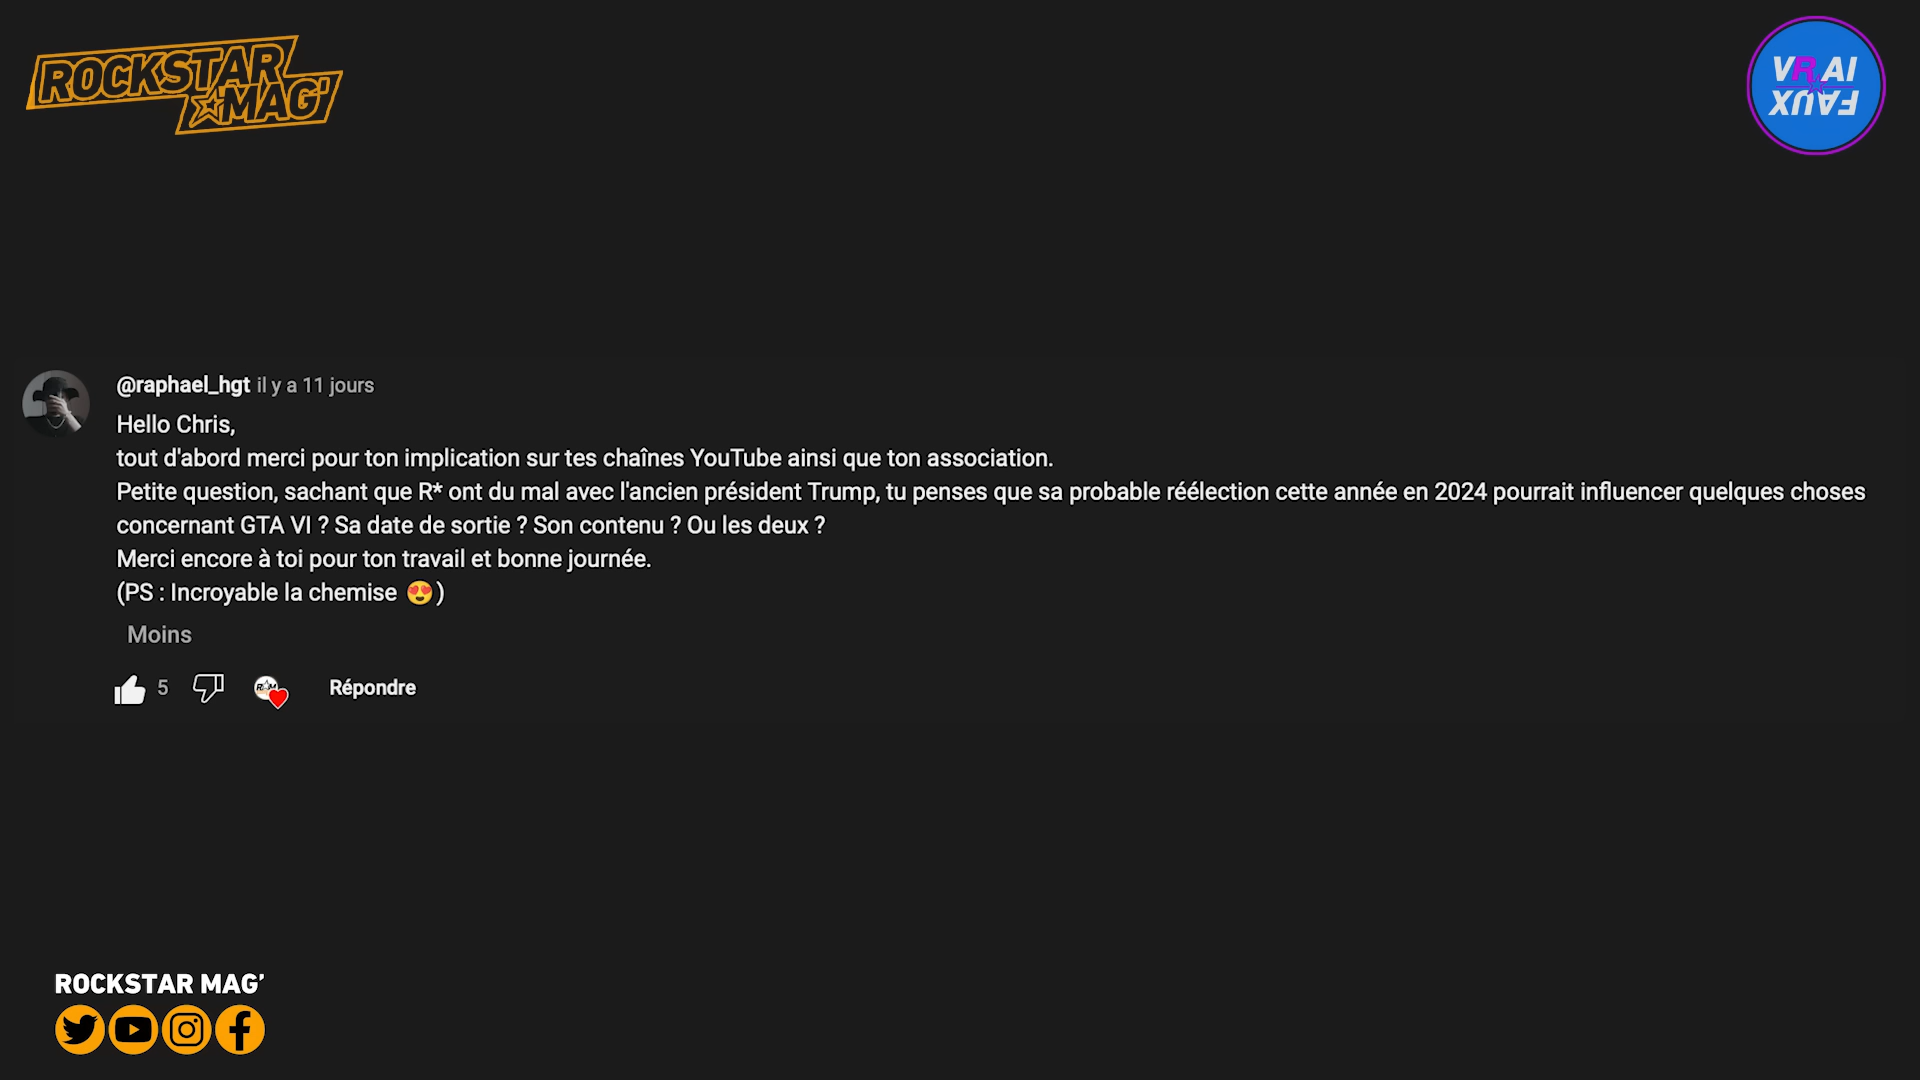 ROCKSTAR
MAG'
VRAI
FAUX
@raphael_hgt il y a 11 jours
Hello Chris,
tout d'abord merci pour ton implication sur tes chaînes YouTube ainsi que ton association.
Petite question, sachant que R* ont du mal avec l'ancien président Trump, tu penses que sa probable réélection cette année en 2024 pourrait influencer quelques choses
concernant GTA VI ? Sa date de sortie ? Son contenu ? Ou les deux ?
Merci encore à toi pour ton travail et bonne journée.
(PS : Incroyable la chemise 😍)
Moins
5
Répondre
ROCKSTAR MAG'